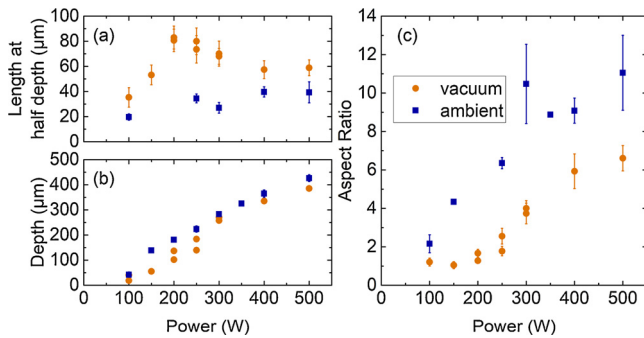 (a)
Length at
half depth (µm)
100
80
60
40
20
0
(b)
Depth (µm)
500
400
300
200
100
0
0 100 200 300 400 500
Power (W)
(c)
Aspect Ratio
14
12
10
8
6
4
2
0
vacuum
ambient
0 100 200 300 400 500
Power (W)